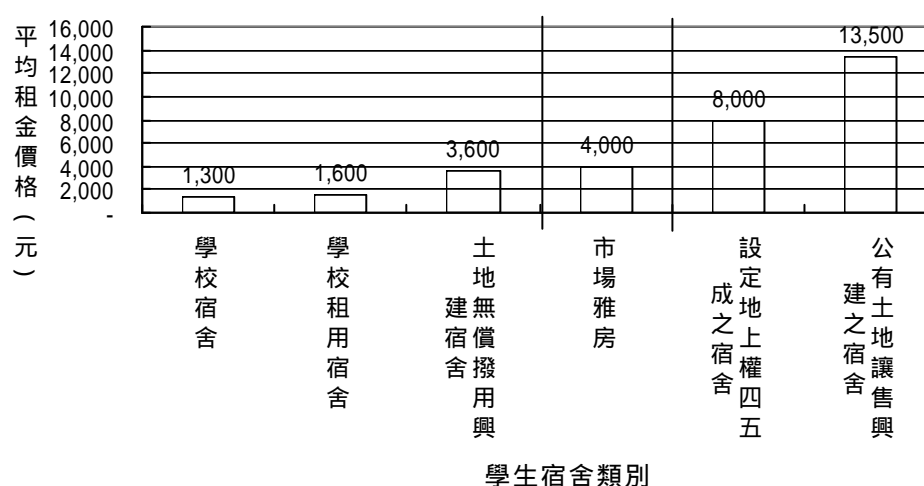 平均租金價格(元)
16,000
14,000
12,000
10,000
8,000
6,000
4,000
2,000
-
1,300
1,600
3,600
4,000
8,000
13,500
學校宿舍
學校租用宿舍
土地無償撥用興
建宿舍
市場雅房
設定地上權四五
成之宿舍
公有土地讓售興
建之宿舍
學生宿舍類別